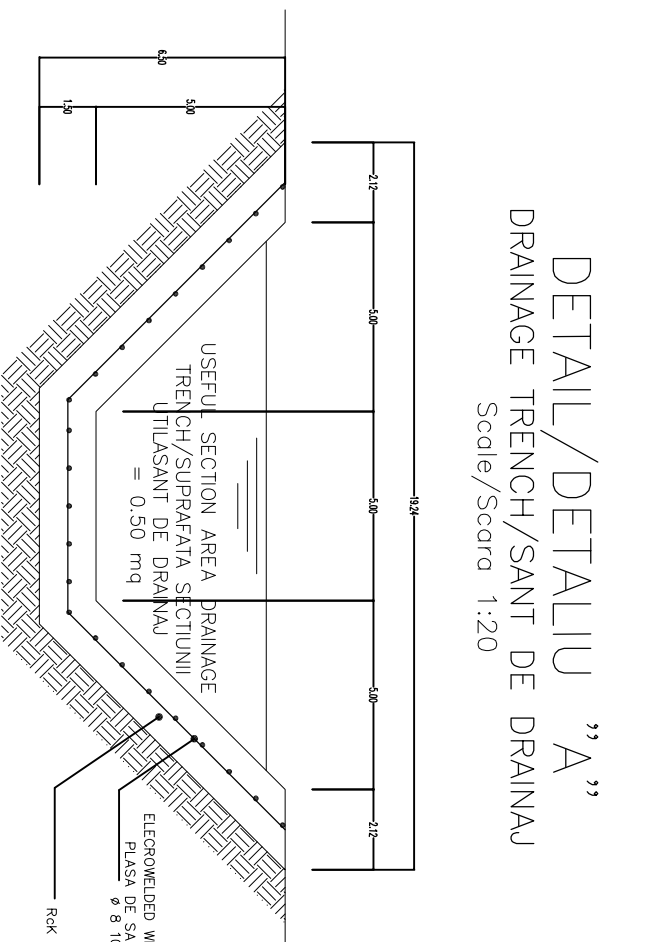 DETAIL/DETALIU ”A”
DRAINAGE TRENCH/SANT DE DRAINAJ
Scale/Scara 1:20
19.24
2.12
5.00
5.00
5.00
2.12
6.50
5.00
1.50
USEFUL SECTION AREA DRAINAGE
TRENCH/SUPRAFATA SECTIUNII
UTILASANT DE DRAINAJ
= 0.50 mq
ELECROWELDED
PLASA DE
ø 8
RcK